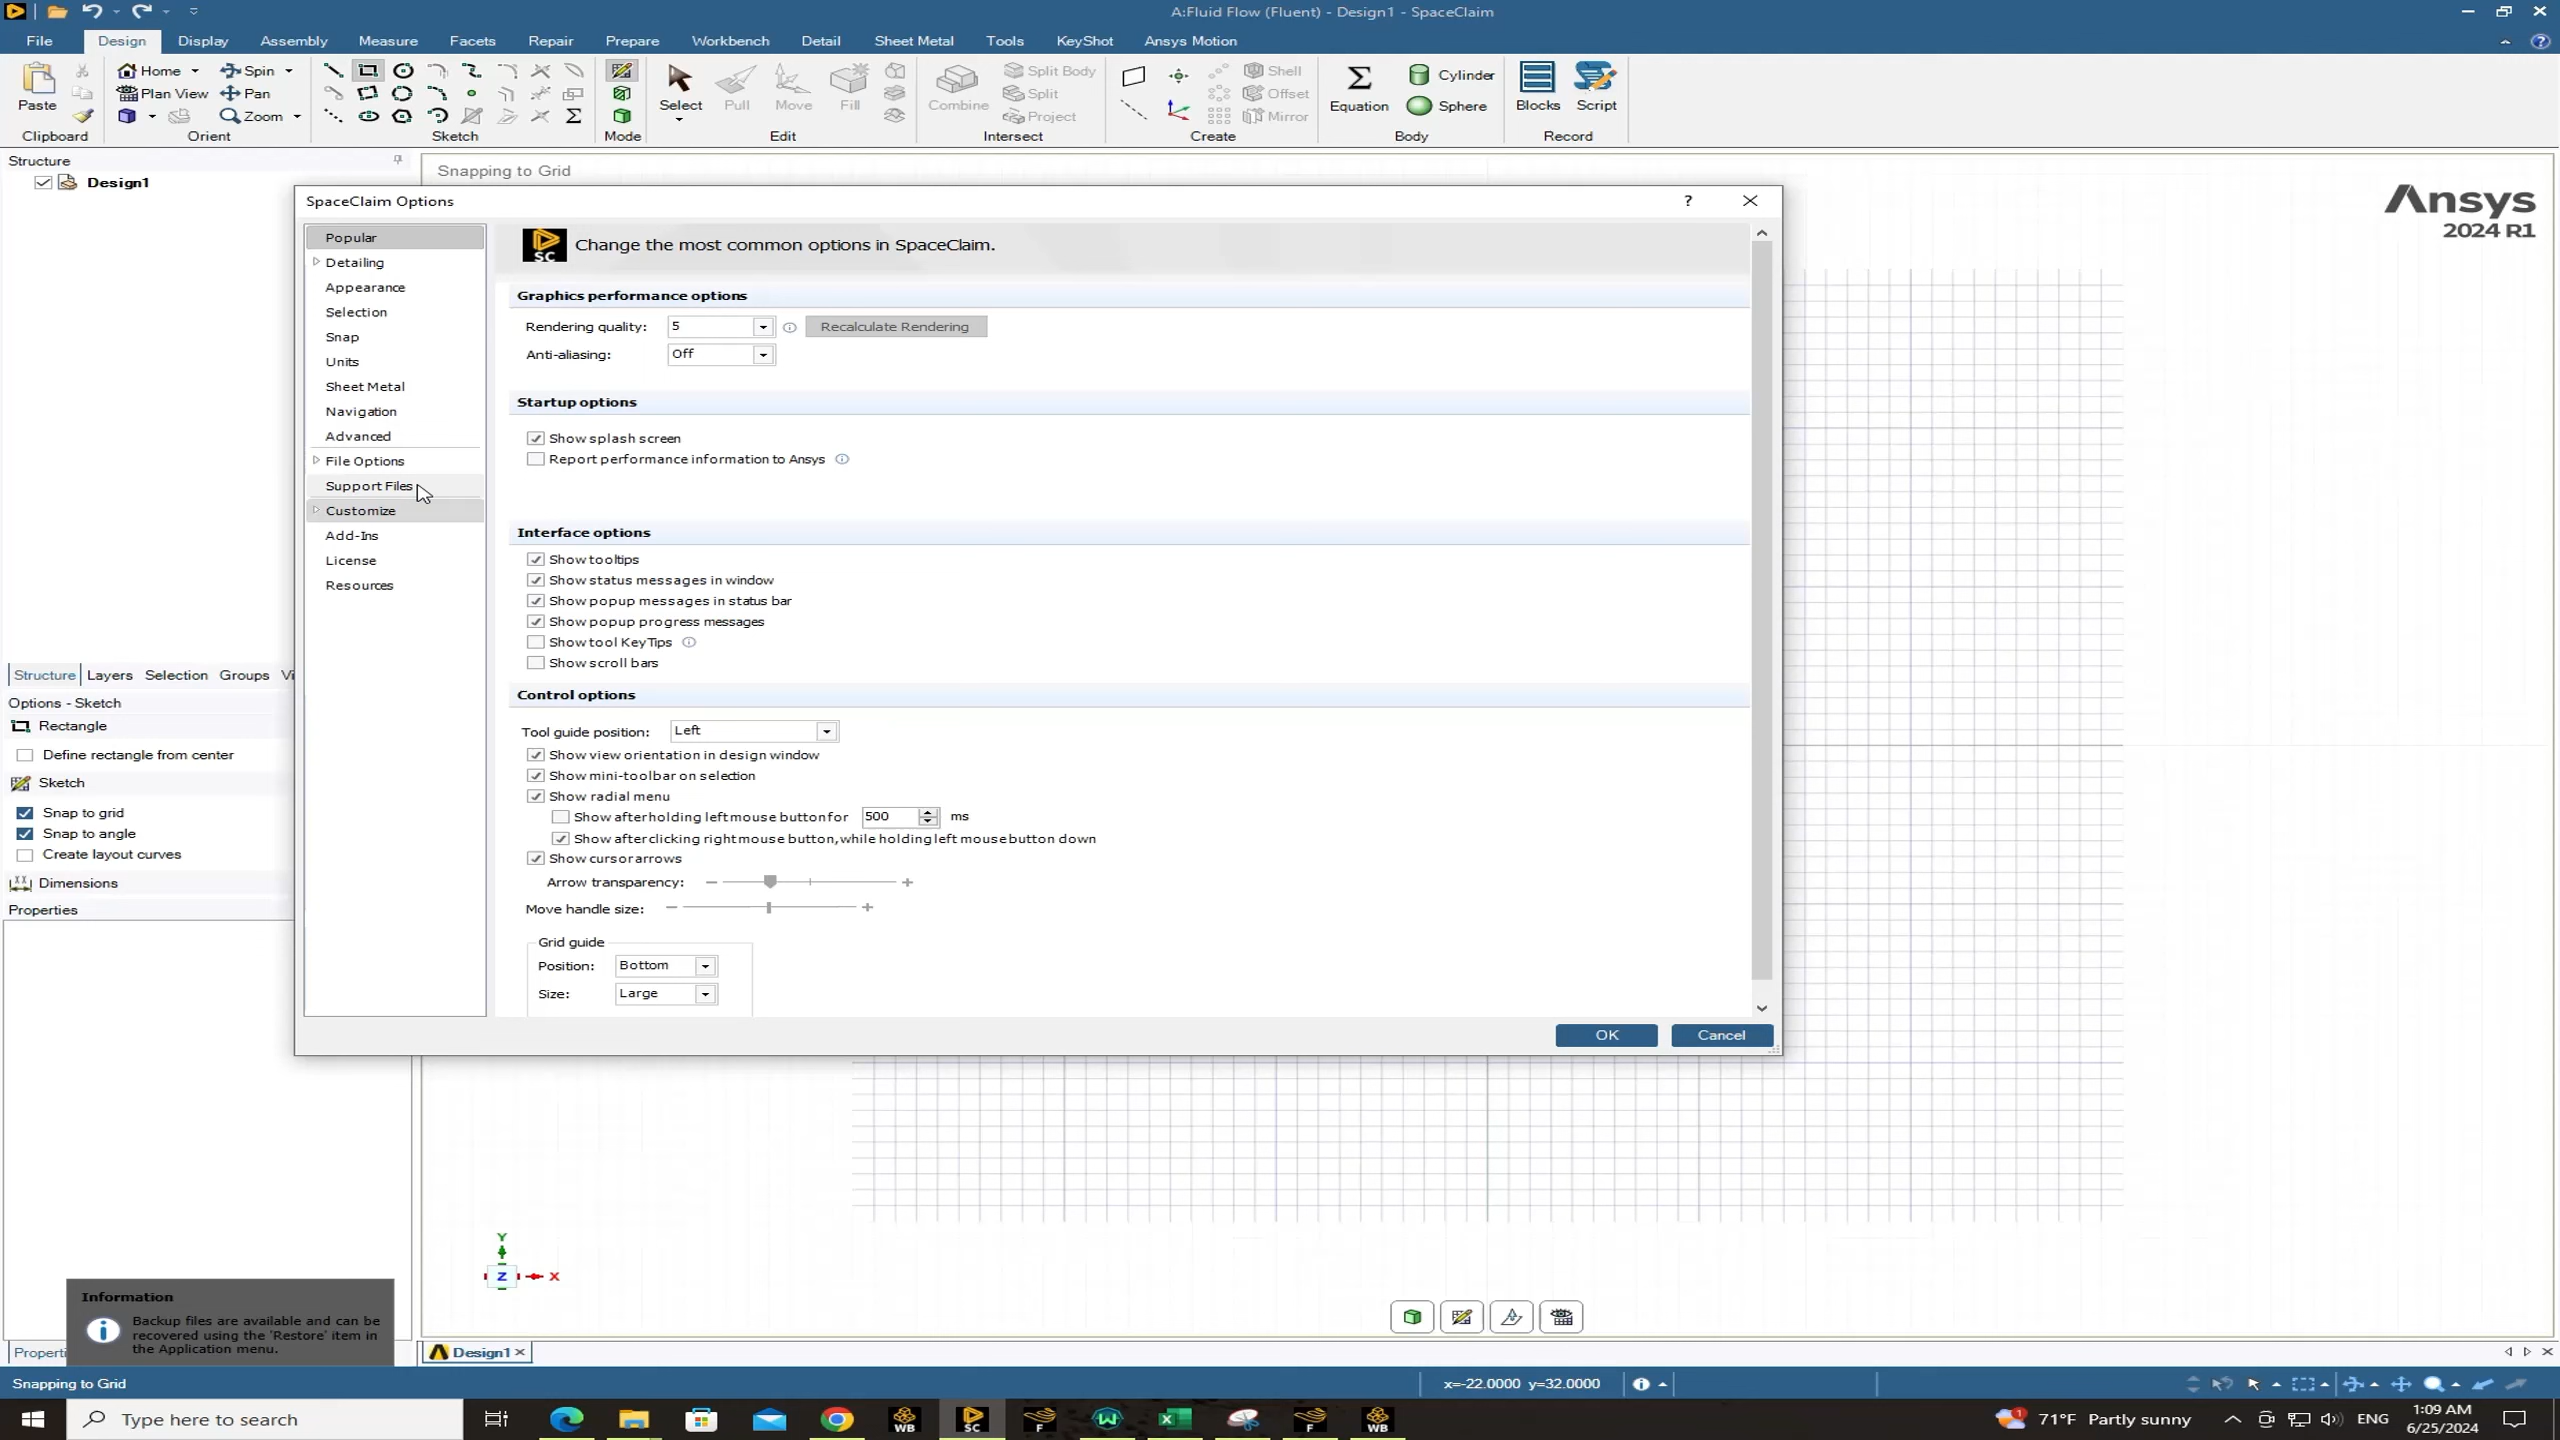 A:Fluid Flow (Fluent) - Design1 - SpaceClaim
File Design Display Assembly Measure Facets Repair Prepare Workbench Detail Sheet Metal Tools KeyShot Ansys Motion
Home Spin
Plan View Pan
Zoom
Paste
Select Pull Move Fill
Combine
Split Body
Split
Project
Shell
Offset
Mirror
Equation
Cylinder
Sphere
Blocks Script
Clipboard Orient Sketch Mode Edit Intersect Create Body Record
Structure
Design1
Snapping to Grid
Ansys
2024 R1
SpaceClaim Options
?
Popular
Detailing
Appearance
Selection
Snap
Units
Sheet Metal
Navigation
Advanced
File Options
Support Files
Customize
Add-Ins
License
Resources
SC
Change the most common options in SpaceClaim.
Graphics performance options
Rendering quality: 5 Recalculate Rendering
Anti-aliasing: Off
Startup options
Show splash screen
Report performance information to Ansys
Interface options
Show tooltips
Show status messages in window
Show popup messages in status bar
Show popup progress messages
Show tool KeyTips
Show scroll bars
Control options
Tool guide position: Left
Show view orientation in design window
Show mini-toolbar on selection
Show radial menu
Show after holding left mouse button for 500 ms
Show after clicking right mouse button, while holding left mouse button down
Show cursor arrows
Arrow transparency:
Move handle size:
Grid guide
Position: Bottom
Size: Large
OK Cancel
Structure Layers Selection Groups Vi
Options - Sketch
Rectangle
Define rectangle from center
Sketch
Snap to grid
Snap to angle
Create layout curves
Dimensions
Properties
Y
Z X
Information
Backup files are available and can be
recovered using the 'Restore' item in
the Application menu.
Properti
Design1
Snapping to Grid
x=-22.0000 y=32.0000
Type here to search
WB SC F F WB
71°F Partly sunny
ENG
1:09 AM
6/25/2024